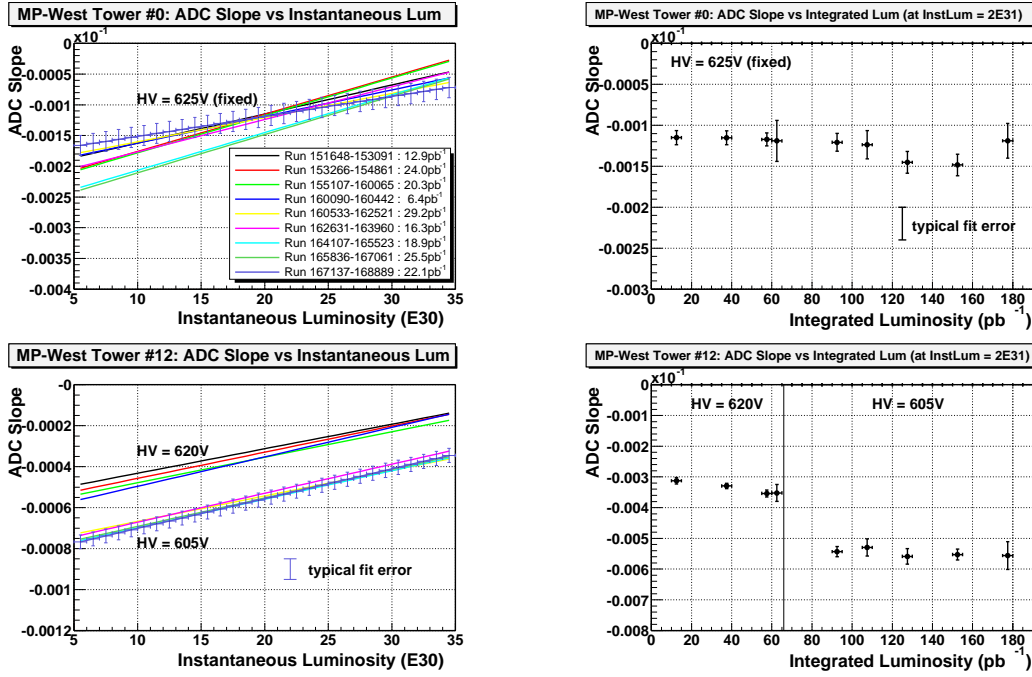 MP-West Tower #0: ADC Slope vs Instantaneous Lum
ADC Slope
×10⁻¹
0
-0.0005
-0.001
-0.0015
-0.002
-0.0025
-0.003
-0.0035
-0.004
HV = 625V (fixed)
Run 151648-153091 : 12.9pb⁻¹
Run 153266-154861 : 24.0pb⁻¹
Run 155107-160065 : 20.3pb⁻¹
Run 160090-160442 : 6.4pb⁻¹
Run 160533-162521 : 29.2pb⁻¹
Run 162631-163960 : 16.3pb⁻¹
Run 164107-165523 : 18.9pb⁻¹
Run 165836-167061 : 25.5pb⁻¹
Run 167137-168889 : 22.1pb⁻¹
5 10 15 20 25 30 35
Instantaneous Luminosity (E30)
MP-West Tower #0: ADC Slope vs Integrated Lum (at InstLum = 2E31)
ADC Slope
×10⁻¹
0
-0.0005
-0.001
-0.0015
-0.002
-0.0025
-0.003
HV = 625V (fixed)
typical fit error
0 20 40 60 80 100 120 140 160 180
Integrated Luminosity (pb⁻¹)
MP-West Tower #12: ADC Slope vs Instantaneous Lum
ADC Slope
-0
-0.0002
-0.0004
-0.0006
-0.0008
-0.001
-0.0012
HV = 620V
HV = 605V
typical fit error
5 10 15 20 25 30 35
Instantaneous Luminosity (E30)
MP-West Tower #12: ADC Slope vs Integrated Lum (at InstLum = 2E31)
ADC Slope
×10⁻¹
0
-0.001
-0.002
-0.003
-0.004
-0.005
-0.006
-0.007
-0.008
HV = 620V
HV = 605V
0 20 40 60 80 100 120 140 160 180
Integrated Luminosity (pb⁻¹)